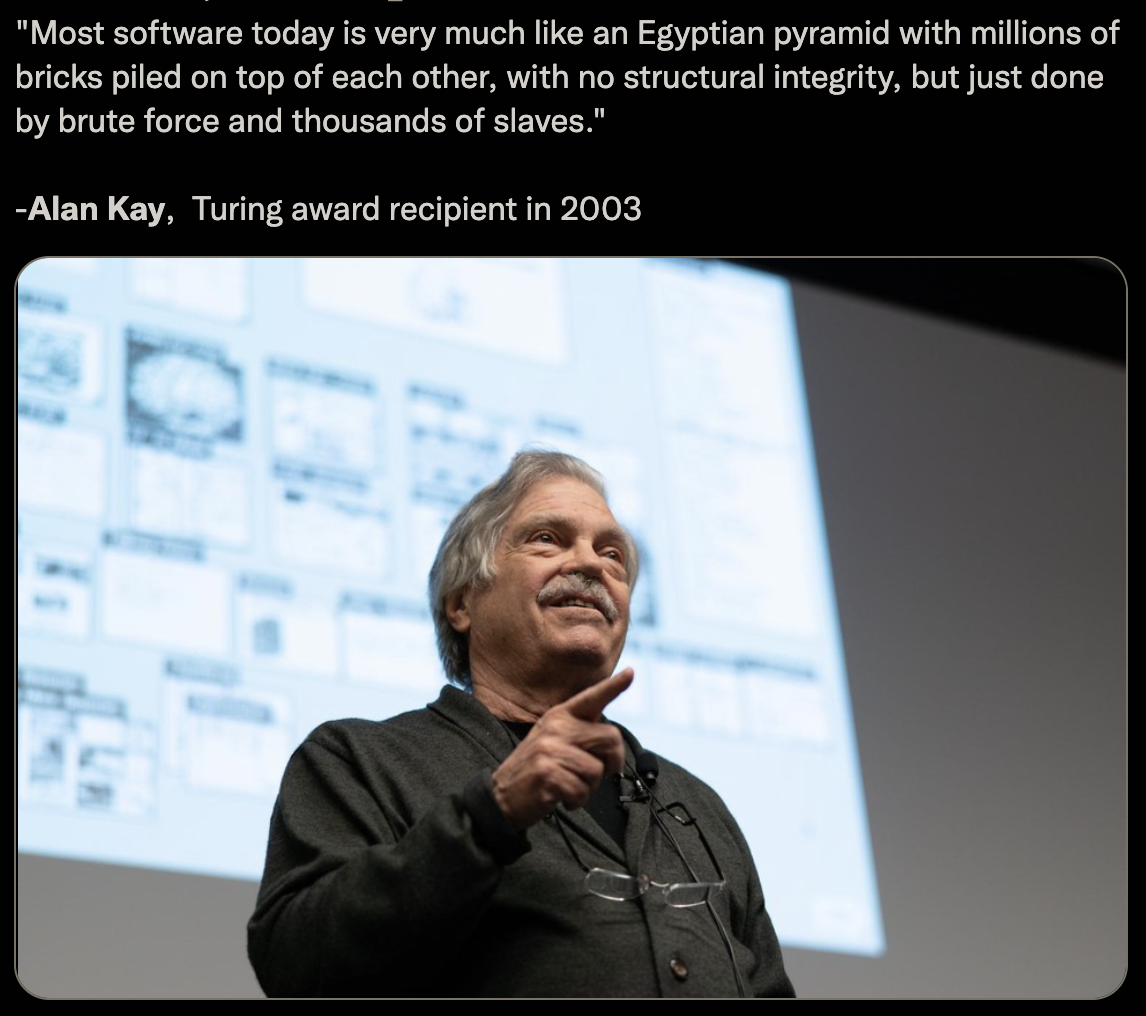 "Most software today is very much like an Egyptian pyramid with millions of
bricks piled on top of each other, with no structural integrity, but just done
by brute force and thousands of slaves."
-Alan Kay,  Turing award recipient in 2003